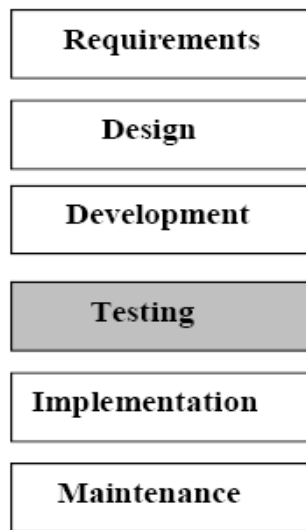 Requirements
Design
Development
Testing
Implementation
Maintenance